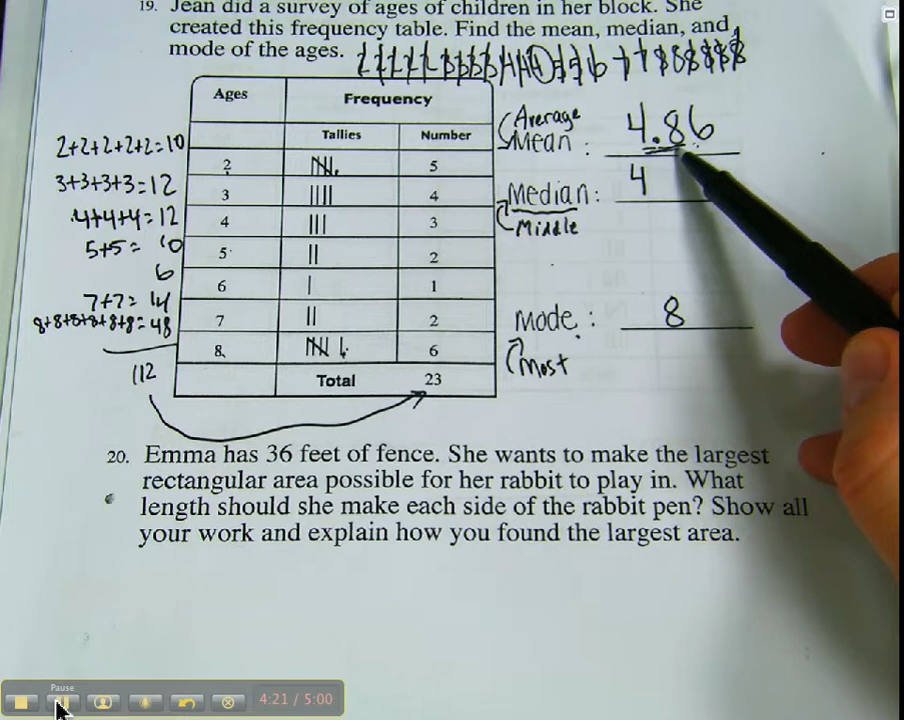 19. Jean did a survey of ages of children in her block. She
created this frequency table. Find the mean, median, and
mode of the ages.
Ages Frequency
Tallies Number
2 5
3 4
4 3
5 2
6 1
7 2
8 6
Total 23
2+2+2+2+2=10
3+3+3+3=12
4+4+4=12
5+5= 10
6
7+7= 14
8+8+8+8+8+8=48
112
Average
Mean : 4.86
Median: 4
Middle
Mode : 8
Most
20. Emma has 36 feet of fence. She wants to make the largest
rectangular area possible for her rabbit to play in. What
length should she make each side of the rabbit pen? Show all
your work and explain how you found the largest area.
Pause
4:21 / 5:00